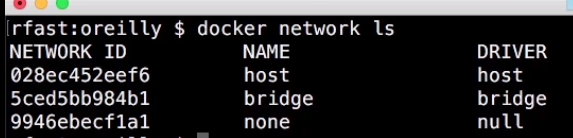 rfast:oreilly $ docker network ls
NETWORK ID NAME DRIVER
028ec452eef6 host host
5ced5bb984b1 bridge bridge
9946ebecf1a1 none null